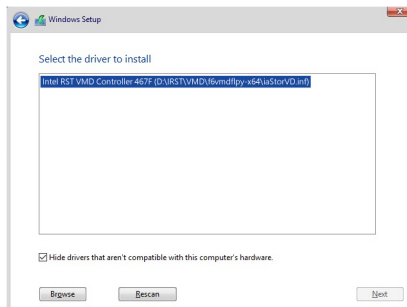 Windows Setup
Select the driver to install
Intel RST VMD Controller 467F (D:\IRST\VMD\f6vmdflpy-x64\iaStorVD.inf)
Hide drivers that aren't compatible with this computer's hardware.
Browse
Rescan
Next